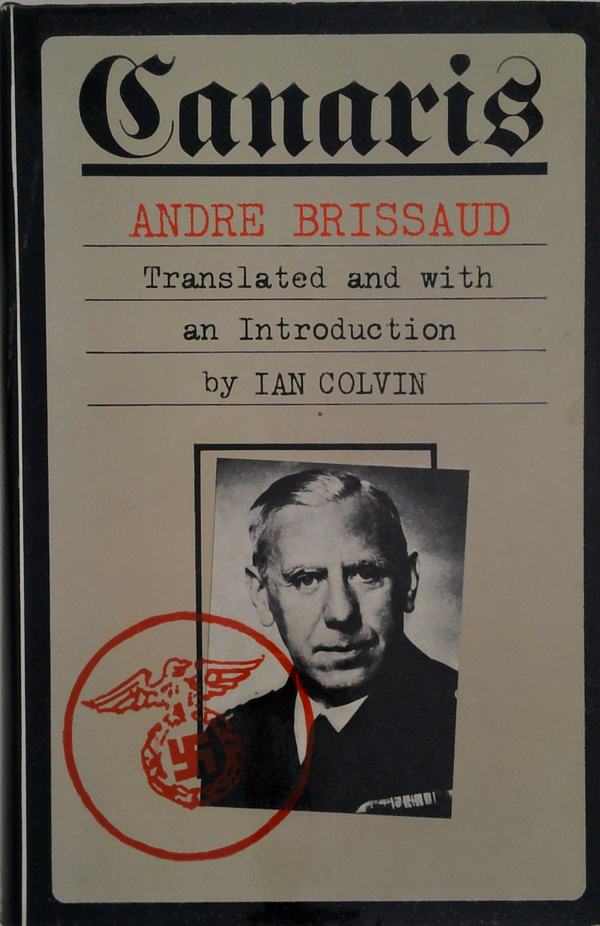 Canaris
ANDRE BRISSAUD
Translated and with
an Introduction
by IAN COLVIN